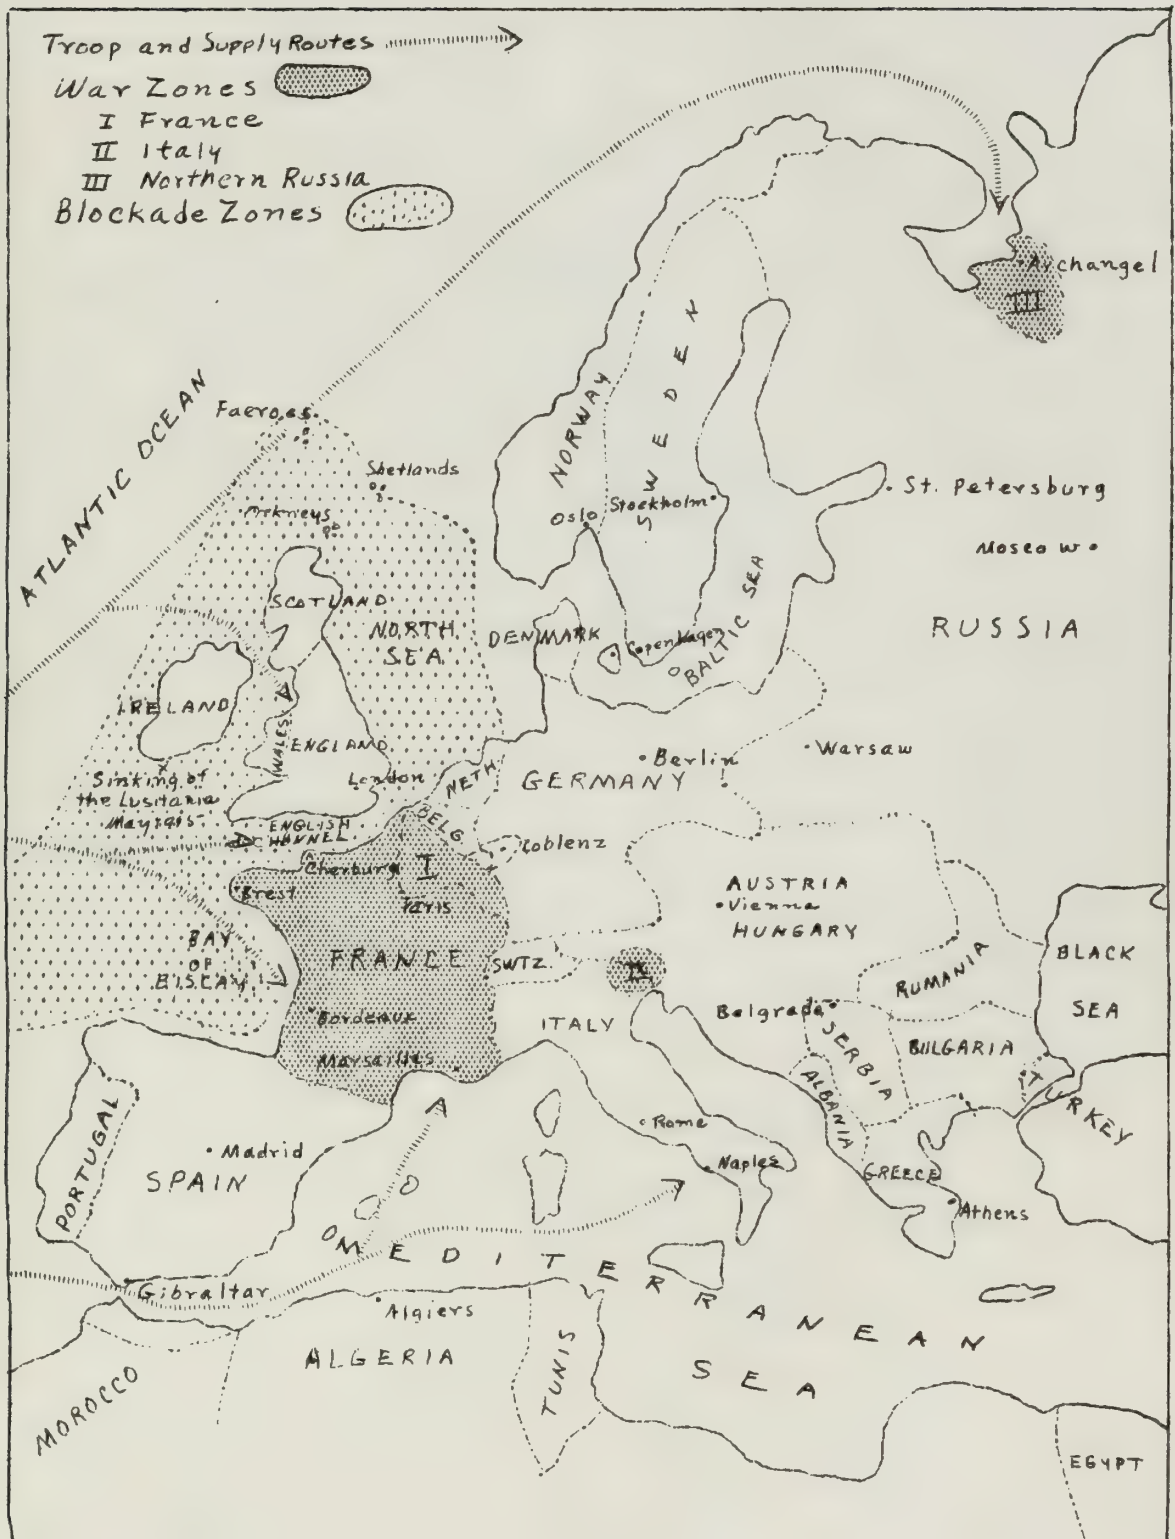 Troop and Supply Routes
War Zones
I France
II Italy
III Northern Russia
Blockade Zones
Archangel
III
ATLANTIC OCEAN
Faeroes
Shetlands
Orkneys
NORWAY
SWEDEN
Oslo
Stockholm
St. Petersburg
Moscow
RUSSIA
SCOTLAND
NORTH
SEA
DENMARK
Copenhagen
BALTIC SEA
IRELAND
WALES
ENGLAND
London
NETH
Berlin
GERMANY
Warsaw
Sinking of
the Lusitania
May 1915
ENGLISH
CHANNEL
BELG
Coblenz
Cherburg
I
Brest
Paris
AUSTRIA
Vienna
HUNGARY
BAY
OF
BISCAY
FRANCE
SWTZ.
II
RUMANIA
BLACK
SEA
Bordeaux
ITALY
Belgrade
SERBIA
BULGARIA
Marsailles
ALBANIA
TURKEY
PORTUGAL
Madrid
SPAIN
Rome
Naples
GREECE
Athens
MEDITERRANEAN
SEA
Gibraltar
Algiers
ALGERIA
TUNIS
MOROCCO
EGYPT